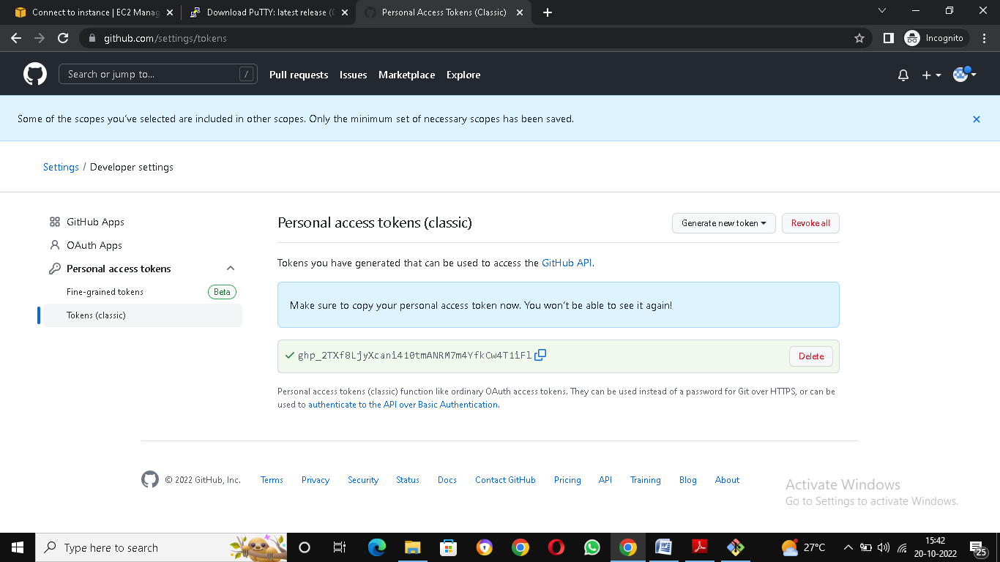 Connect to instance | EC2 Manag
Download PuTTY: latest release (
Personal Access Tokens (Classic)
github.com/settings/tokens
Incognito
Search or jump to...
/
Pull requests
Issues
Marketplace
Explore
Some of the scopes you've selected are included in other scopes. Only the minimum set of necessary scopes has been saved.
Settings / Developer settings
GitHub Apps
OAuth Apps
Personal access tokens
Fine-grained tokens
Beta
Tokens (classic)
Personal access tokens (classic)
Generate new token
Revoke all
Tokens you have generated that can be used to access the GitHub API.
Make sure to copy your personal access token now. You won't be able to see it again!
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
Delete
Personal access tokens (classic) function like ordinary OAuth access tokens. They can be used instead of a password for Git over HTTPS, or can be
used to authenticate to the API over Basic Authentication.
© 2022 GitHub, Inc.
Terms
Privacy
Security
Status
Docs
Contact GitHub
Pricing
API
Training
Blog
About
Activate Windows
Go to Settings to activate Windows.
Type here to search
27°C
15:42
20-10-2022
25